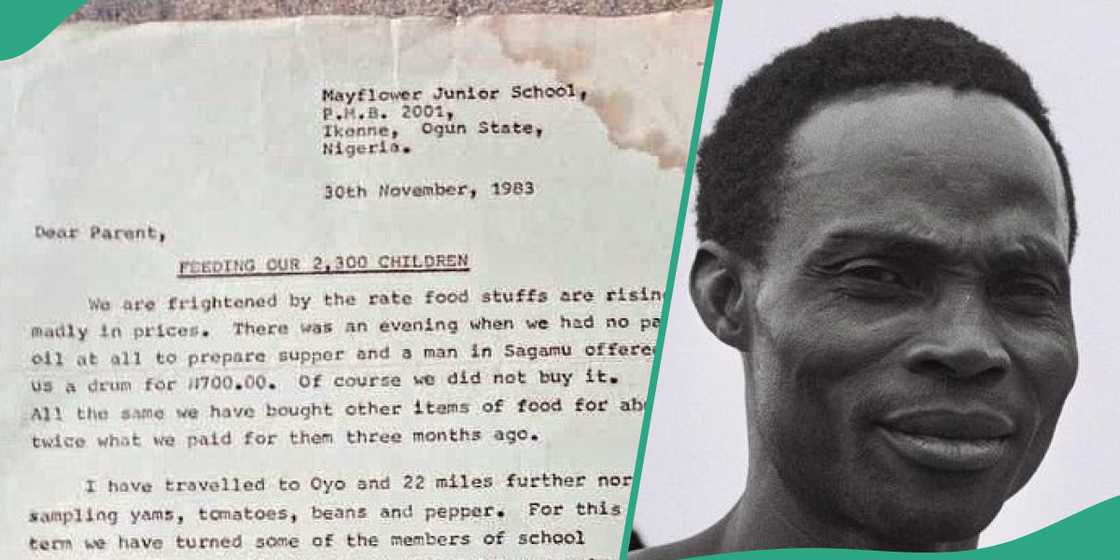 Mayflower Junior School,
P.M.B. 2001,
Ikenne, Ogun State,
Nigeria.
30th November, 1983
Dear Parent,
FEEDING OUR 2,300 CHILDREN
We are frightened by the rate food stuffs are rising
madly in prices. There was an evening when we had no pa
oil at all to prepare supper and a man in Sagamu offere
us a drum for ₦700.00. Of course we did not buy it.
All the same we have bought other items of food for abo
twice what we paid for them three months ago.
I have travelled to Oyo and 22 miles further nor
sampling yams, tomatoes, beans and pepper. For this
term we have turned some of the members of school